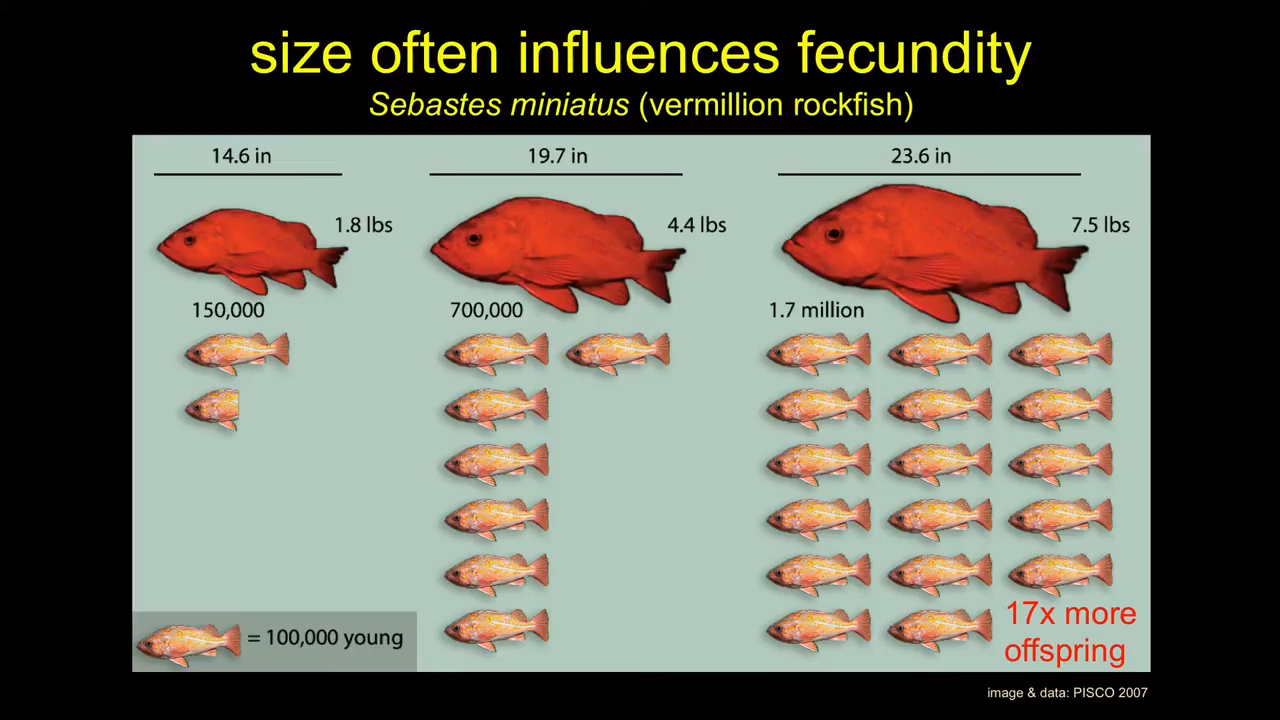 size often influences fecundity
Sebastes miniatus (vermillion rockfish)
14.6 in
19.7 in
23.6 in
1.8 lbs
4.4 lbs
7.5 lbs
150,000
700,000
1.7 million
= 100,000 young
17x more
offspring
image & data: PISCO 2007